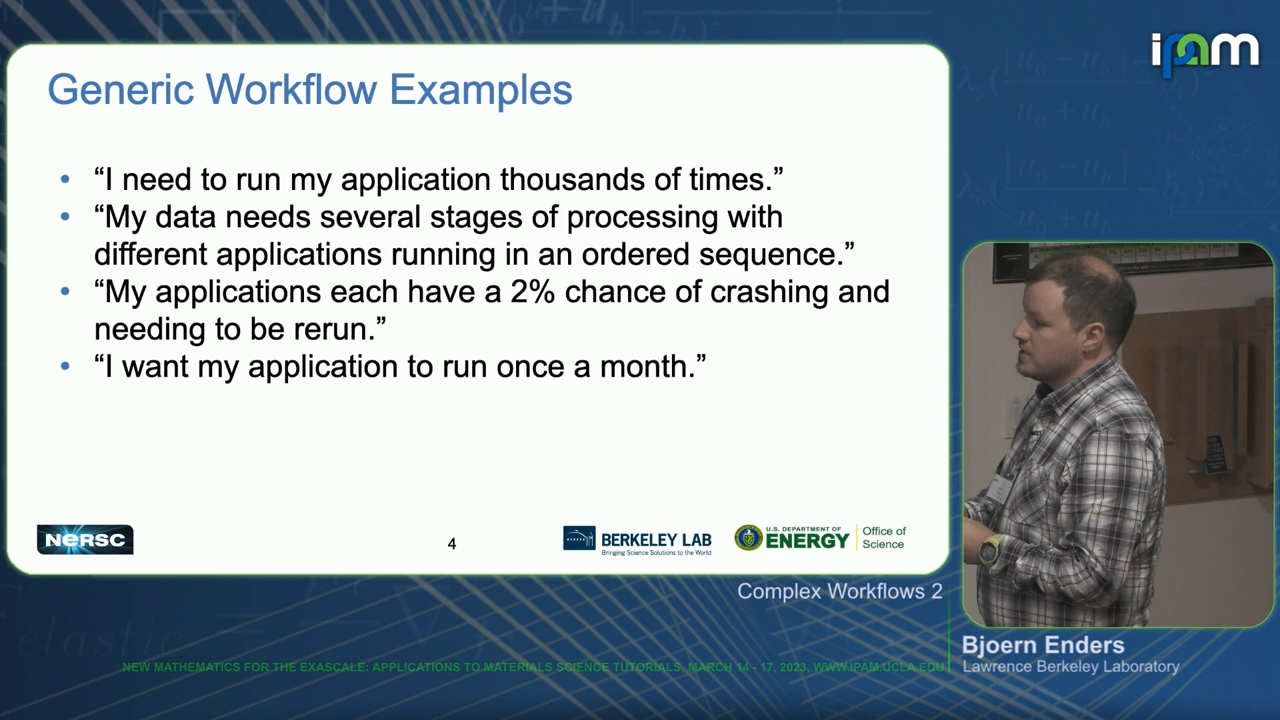 ipam
Generic Workflow Examples
• “I need to run my application thousands of times.”
• “My data needs several stages of processing with
different applications running in an ordered sequence.”
• “My applications each have a 2% chance of crashing and
needing to be rerun.”
• “I want my application to run once a month.”
NERSC
4
BERKELEY LAB
Bringing Science Solutions to the World
U.S. DEPARTMENT OF
ENERGY
Office of
Science
Complex Workflows 2
Bjoern Enders
Lawrence Berkeley Laboratory
NEW MATHEMATICS FOR THE EXASCALE: APPLICATIONS TO MATERIALS SCIENCE TUTORIALS, MARCH 14 - 17, 2023, WWW.IPAM.UCLA.EDU
elastic